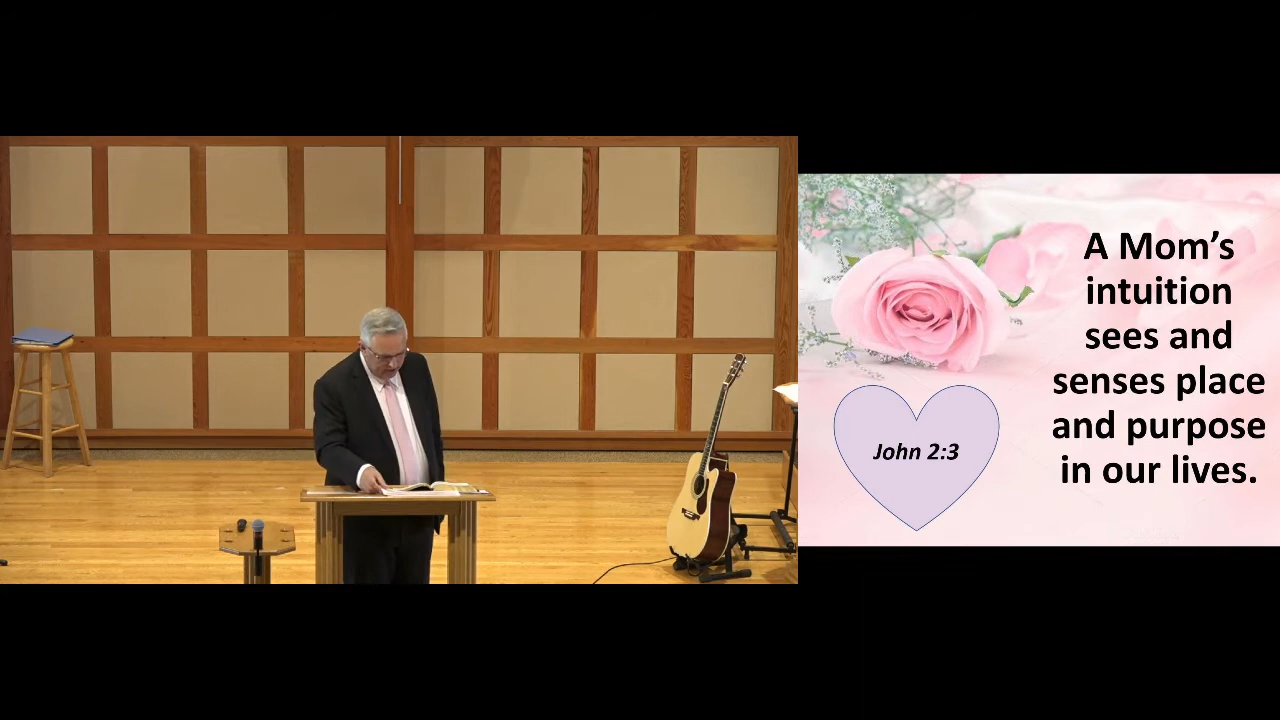 A Mom’s
intuition
sees and
senses place
and purpose
in our lives.
John 2:3